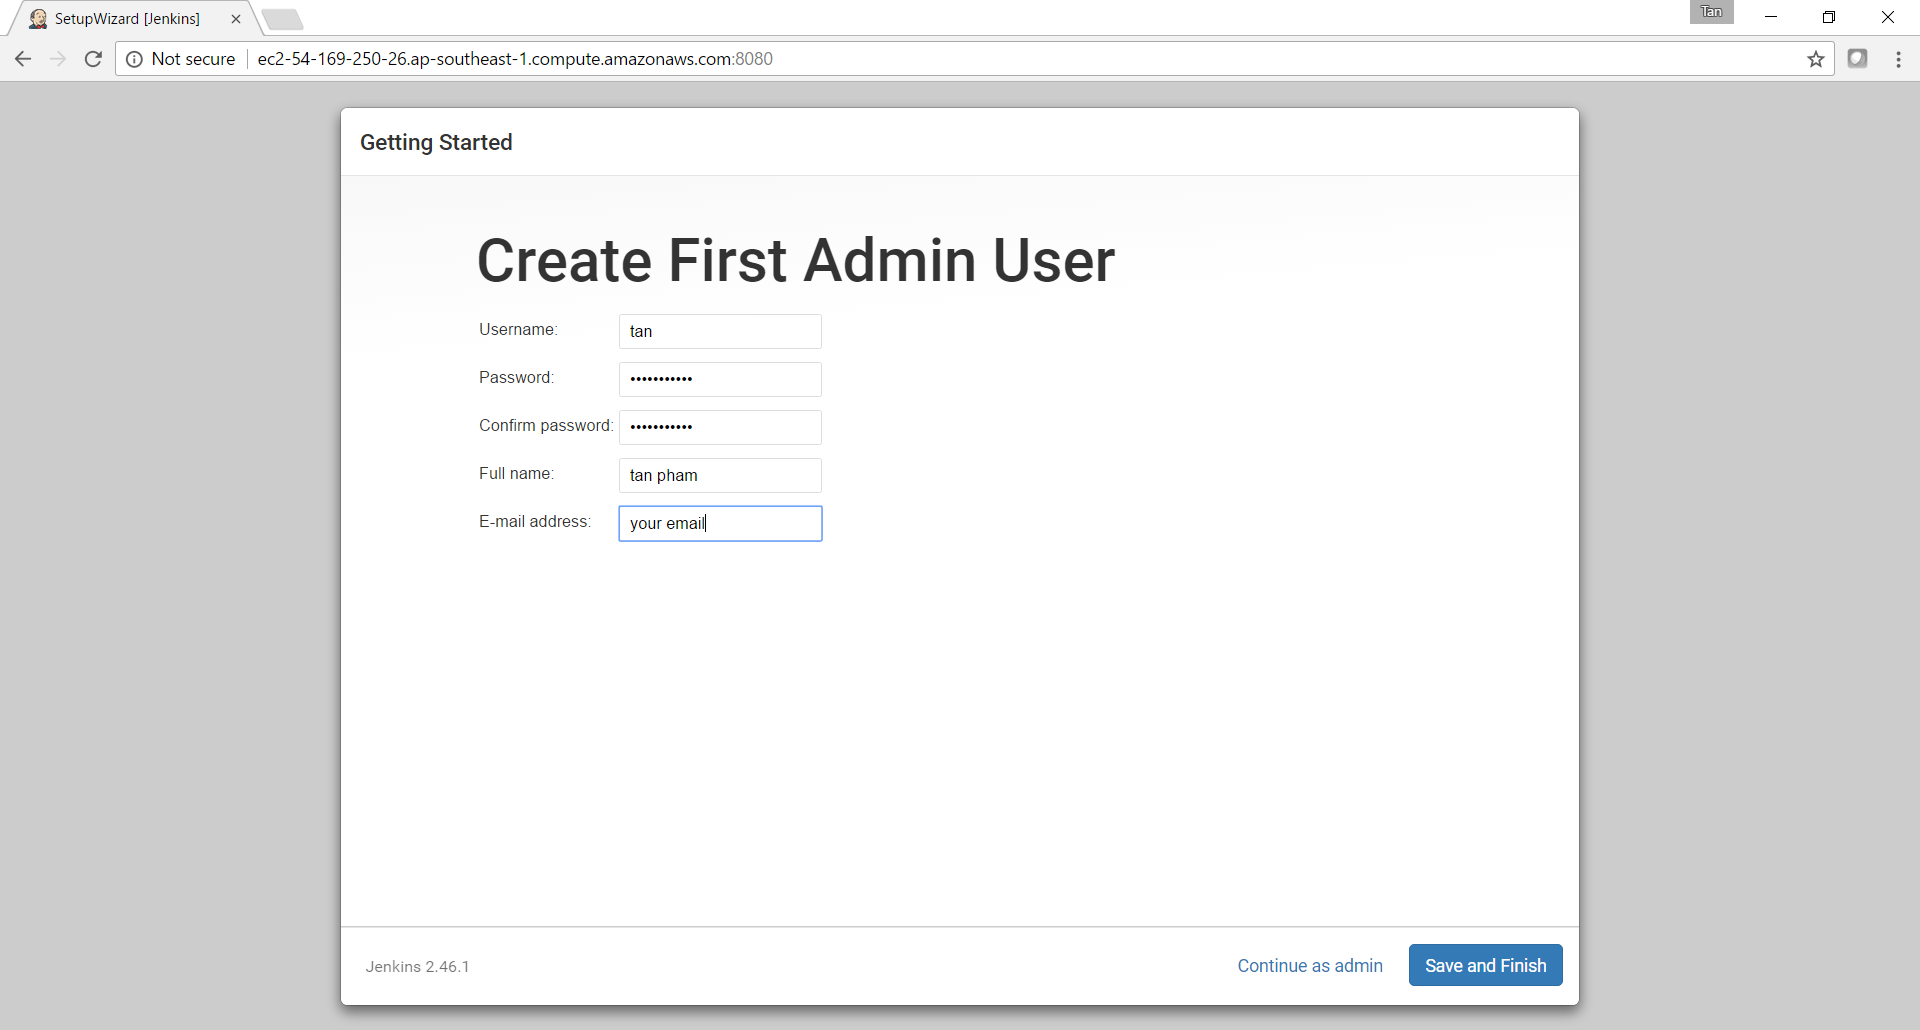 SetupWizard [Jenkins]
Tan
Not secure
ec2-54-169-250-26.ap-southeast-1.compute.amazonaws.com:8080
Getting Started
Create First Admin User
Username: tan
Password: •••••••••••
Confirm password: •••••••••••
Full name: tan pham
E-mail address: your email
Jenkins 2.46.1
Continue as admin
Save and Finish